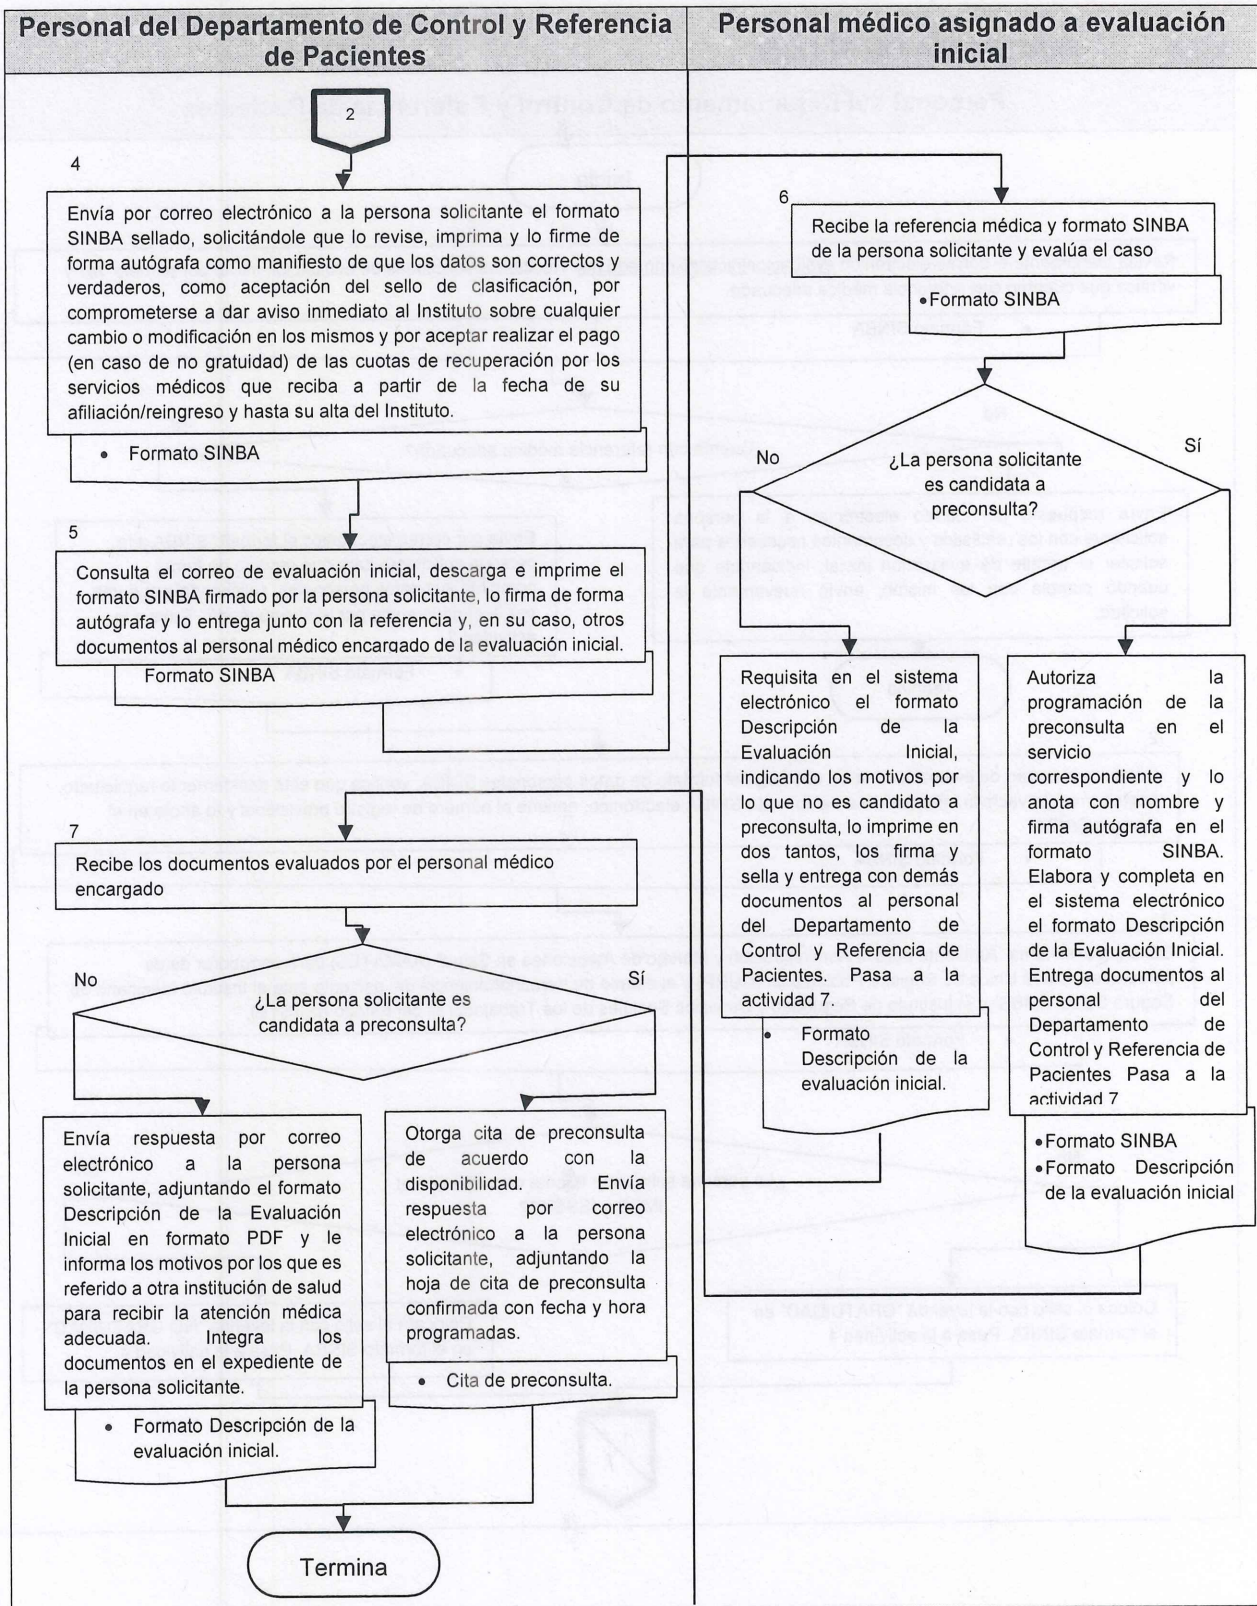 Personal del Departamento de Control y Referencia
de Pacientes
Personal médico asignado a evaluación
inicial
2
4
Envía por correo electrónico a la persona solicitante el formato
SINBA sellado, solicitándole que lo revise, imprima y lo firme de
forma autógrafa como manifiesto de que los datos son correctos y
verdaderos, como aceptación del sello de clasificación, por
comprometerse a dar aviso inmediato al Instituto sobre cualquier
cambio o modificación en los mismos y por aceptar realizar el pago
(en caso de no gratuidad) de las cuotas de recuperación por los
servicios médicos que reciba a partir de la fecha de su
afiliación/reingreso y hasta su alta del Instituto.
• Formato SINBA
5
Consulta el correo de evaluación inicial, descarga e imprime el
formato SINBA firmado por la persona solicitante, lo firma de forma
autógrafa y lo entrega junto con la referencia y, en su caso, otros
documentos al personal médico encargado de la evaluación inicial.
Formato SINBA
6
Recibe la referencia médica y formato SINBA
de la persona solicitante y evalúa el caso
• Formato SINBA
No
¿La persona solicitante
es candidata a
preconsulta?
Sí
Requisita en el sistema
electrónico el formato
Descripción de la
Evaluación Inicial,
indicando los motivos por
lo que no es candidato a
preconsulta, lo imprime en
dos tantos, los firma y
sella y entrega con demás
documentos al personal
del Departamento de
Control y Referencia de
Pacientes. Pasa a la
actividad 7.
• Formato
Descripción de la
evaluación inicial.
Autoriza la
programación de la
preconsulta en el
servicio
correspondiente y lo
anota con nombre y
firma autógrafa en el
formato SINBA.
Elabora y completa en
el sistema electrónico
el formato Descripción
de la Evaluación Inicial.
Entrega documentos al
personal del
Departamento de
Control y Referencia de
Pacientes Pasa a la
actividad 7
• Formato SINBA
• Formato Descripción
de la evaluación inicial
7
Recibe los documentos evaluados por el personal médico
encargado
No
¿La persona solicitante es
candidata a preconsulta?
Sí
Envía respuesta por correo
electrónico a la persona
solicitante, adjuntando el formato
Descripción de la Evaluación
Inicial en formato PDF y le
informa los motivos por los que es
referido a otra institución de salud
para recibir la atención médica
adecuada. Integra los
documentos en el expediente de
la persona solicitante.
• Formato Descripción de la
evaluación inicial.
Otorga cita de preconsulta
de acuerdo con la
disponibilidad. Envía
respuesta por correo
electrónico a la persona
solicitante, adjuntando la
hoja de cita de preconsulta
confirmada con fecha y hora
programadas.
• Cita de preconsulta.
Termina